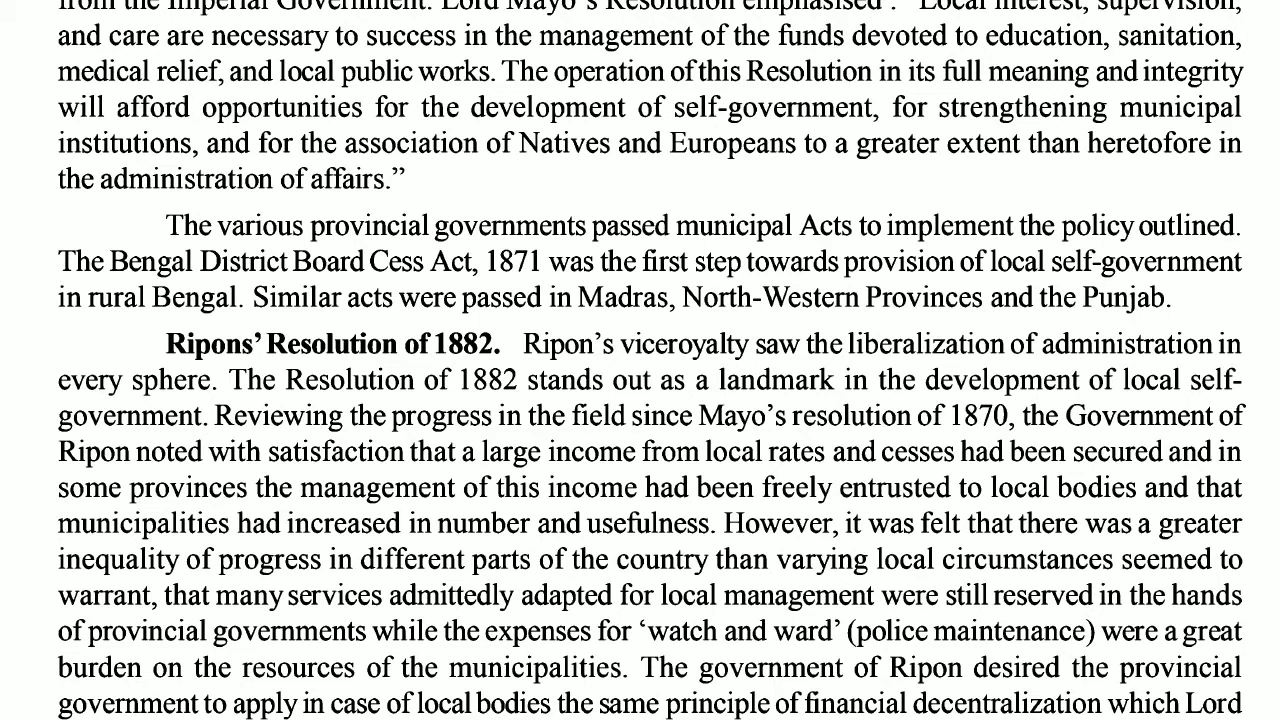 from the Imperial Government. Lord Mayo's Resolution emphasised : “Local interest, supervision,
and care are necessary to success in the management of the funds devoted to education, sanitation,
medical relief, and local public works. The operation of this Resolution in its full meaning and integrity
will afford opportunities for the development of self-government, for strengthening municipal
institutions, and for the association of Natives and Europeans to a greater extent than heretofore in
the administration of affairs.”
The various provincial governments passed municipal Acts to implement the policy outlined.
The Bengal District Board Cess Act, 1871 was the first step towards provision of local self-government
in rural Bengal. Similar acts were passed in Madras, North-Western Provinces and the Punjab.
Ripons’ Resolution of 1882. Ripon’s viceroyalty saw the liberalization of administration in
every sphere. The Resolution of 1882 stands out as a landmark in the development of local self-
government. Reviewing the progress in the field since Mayo’s resolution of 1870, the Government of
Ripon noted with satisfaction that a large income from local rates and cesses had been secured and in
some provinces the management of this income had been freely entrusted to local bodies and that
municipalities had increased in number and usefulness. However, it was felt that there was a greater
inequality of progress in different parts of the country than varying local circumstances seemed to
warrant, that many services admittedly adapted for local management were still reserved in the hands
of provincial governments while the expenses for ‘watch and ward’ (police maintenance) were a great
burden on the resources of the municipalities. The government of Ripon desired the provincial
government to apply in case of local bodies the same principle of financial decentralization which Lord